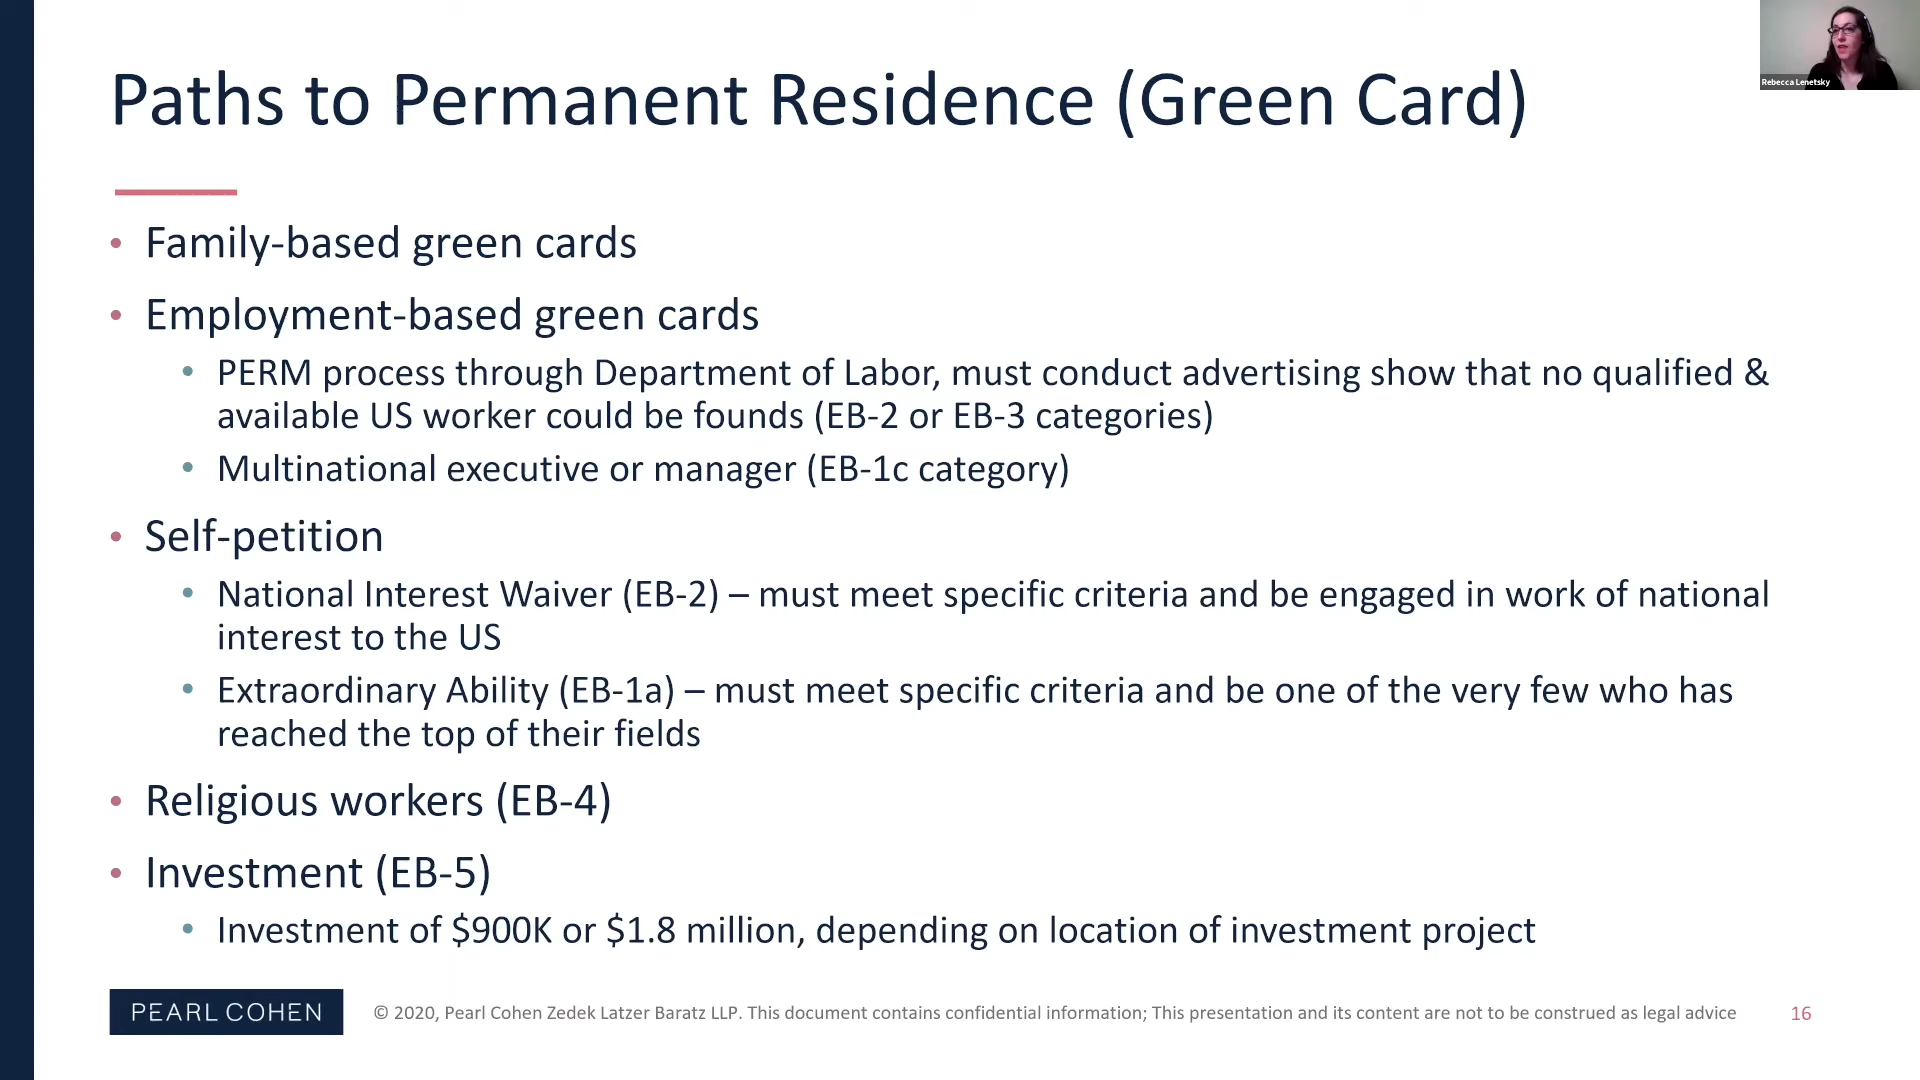 Paths to Permanent Residence (Green Card)
Rebecca Lenetsky
• Family-based green cards
• Employment-based green cards
• PERM process through Department of Labor, must conduct advertising show that no qualified &
available US worker could be founds (EB-2 or EB-3 categories)
• Multinational executive or manager (EB-1c category)
• Self-petition
• National Interest Waiver (EB-2) – must meet specific criteria and be engaged in work of national
interest to the US
• Extraordinary Ability (EB-1a) – must meet specific criteria and be one of the very few who has
reached the top of their fields
• Religious workers (EB-4)
• Investment (EB-5)
• Investment of $900K or $1.8 million, depending on location of investment project
PEARL COHEN
© 2020, Pearl Cohen Zedek Latzer Baratz LLP. This document contains confidential information; This presentation and its content are not to be construed as legal advice
16